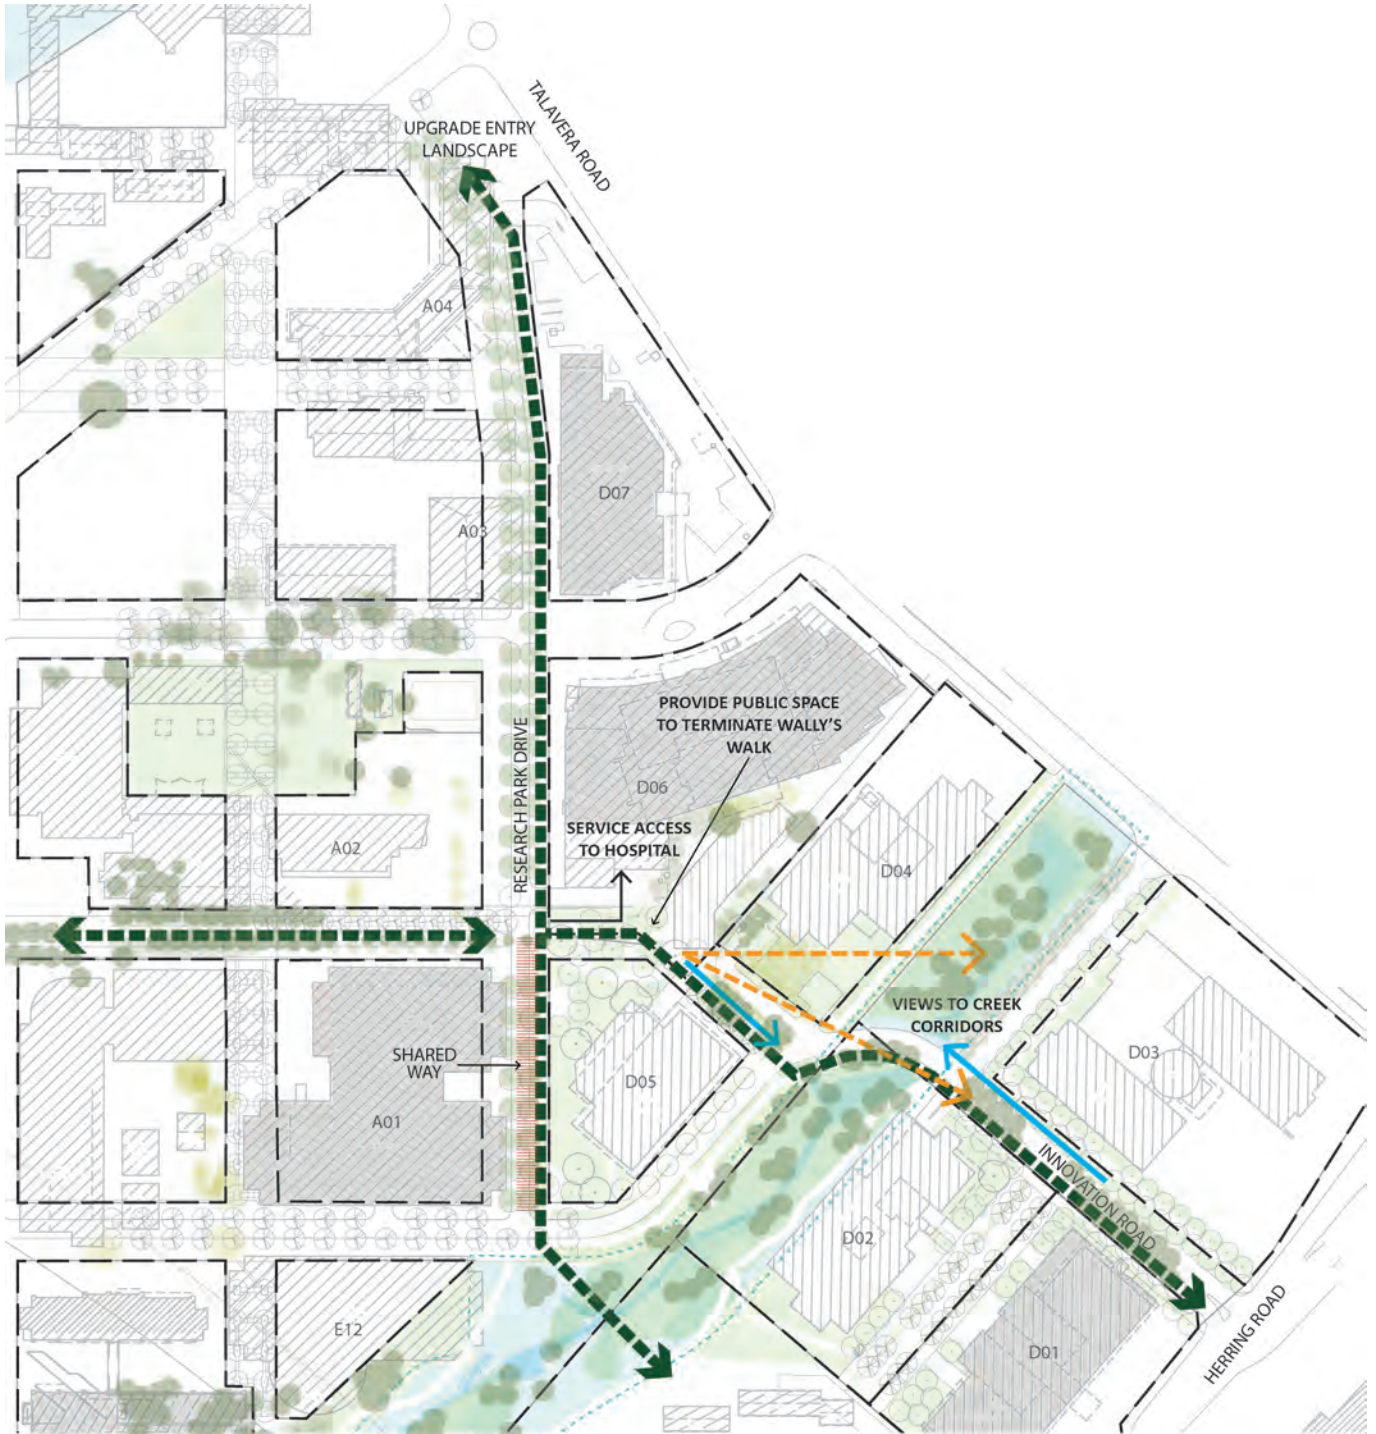 TALAVERA ROAD
UPGRADE ENTRY
LANDSCAPE
A04
D07
A03
PROVIDE PUBLIC SPACE
TO TERMINATE WALLY'S
WALK
RESEARCH PARK DRIVE
D06
SERVICE ACCESS
TO HOSPITAL
A02
D04
VIEWS TO CREEK
CORRIDORS
SHARED
WAY
D03
D05
A01
INNOVATION ROAD
D02
E12
D01
HERRING ROAD